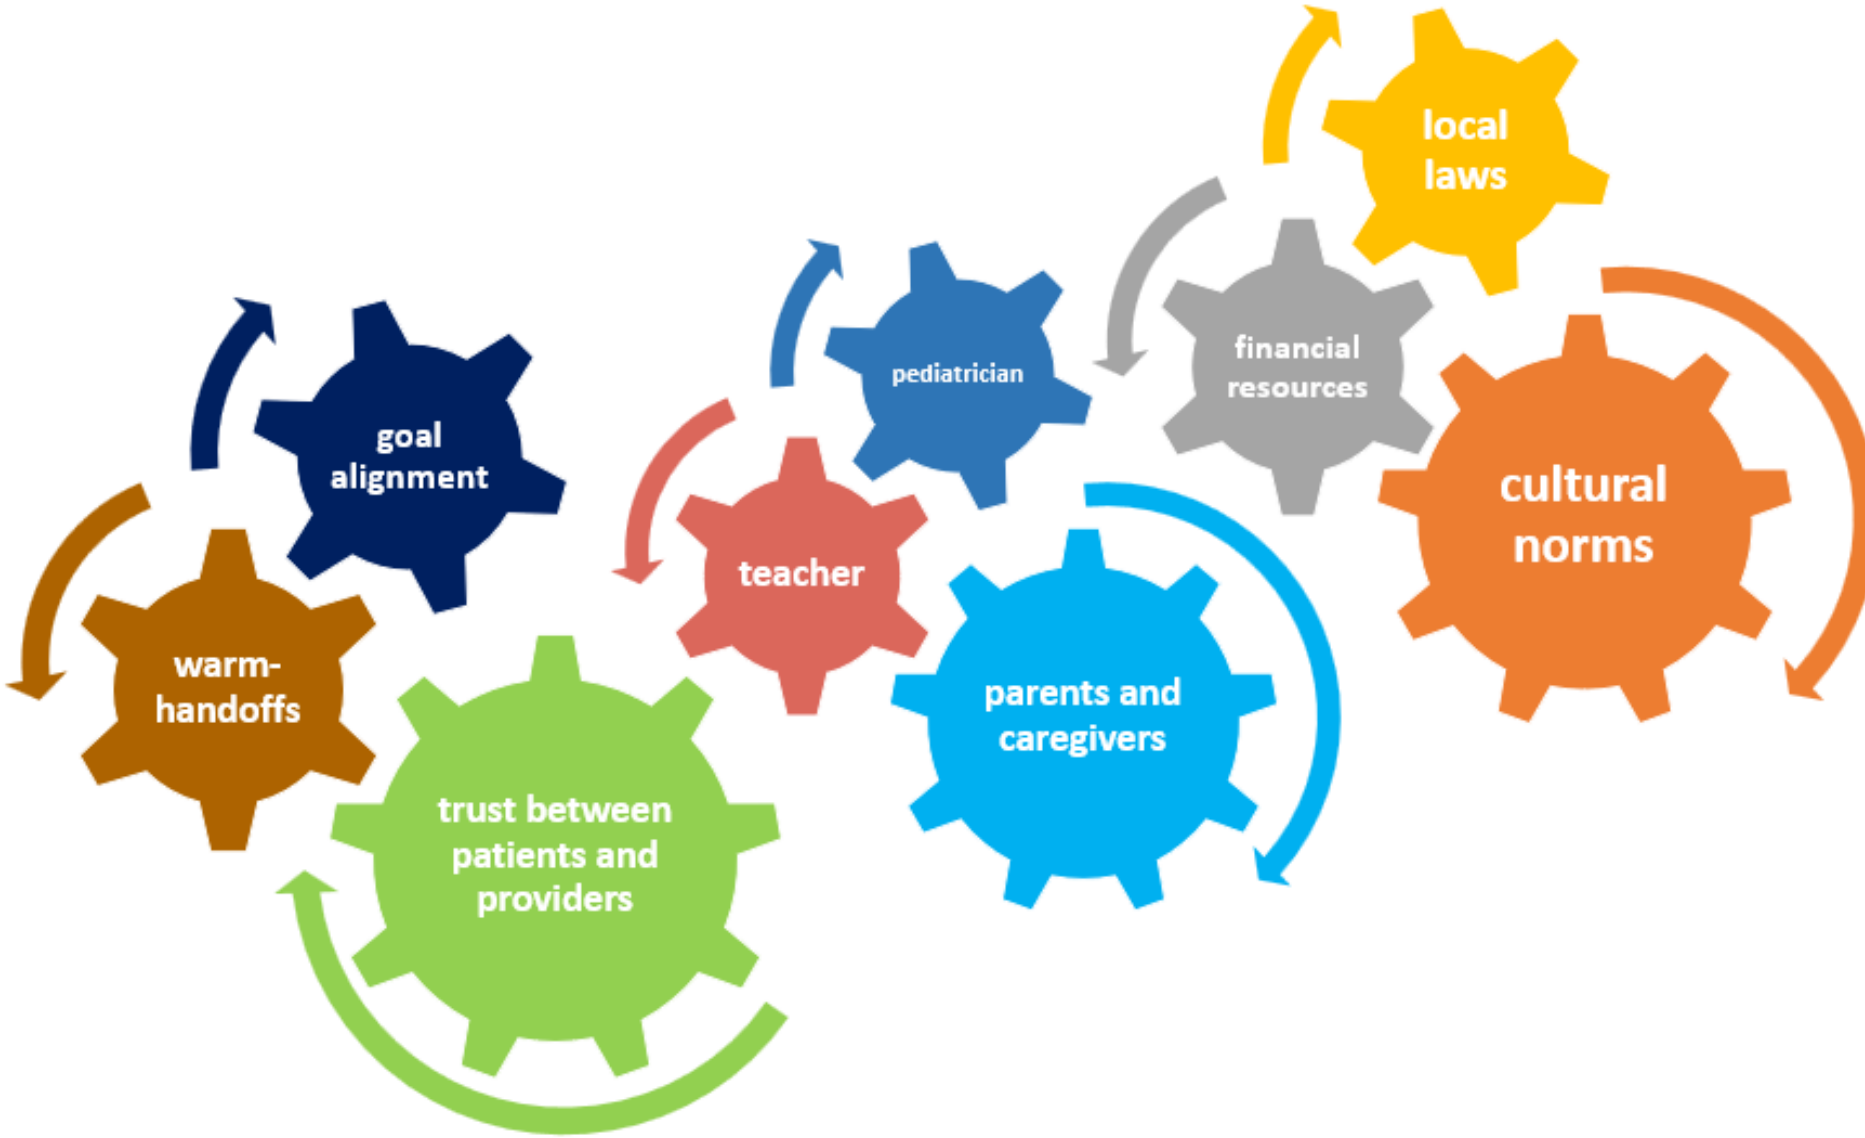 goal
alignment
warm-
handoffs
trust between
patients and
providers
pediatrician
teacher
parents and
caregivers
local
laws
financial
resources
cultural
norms